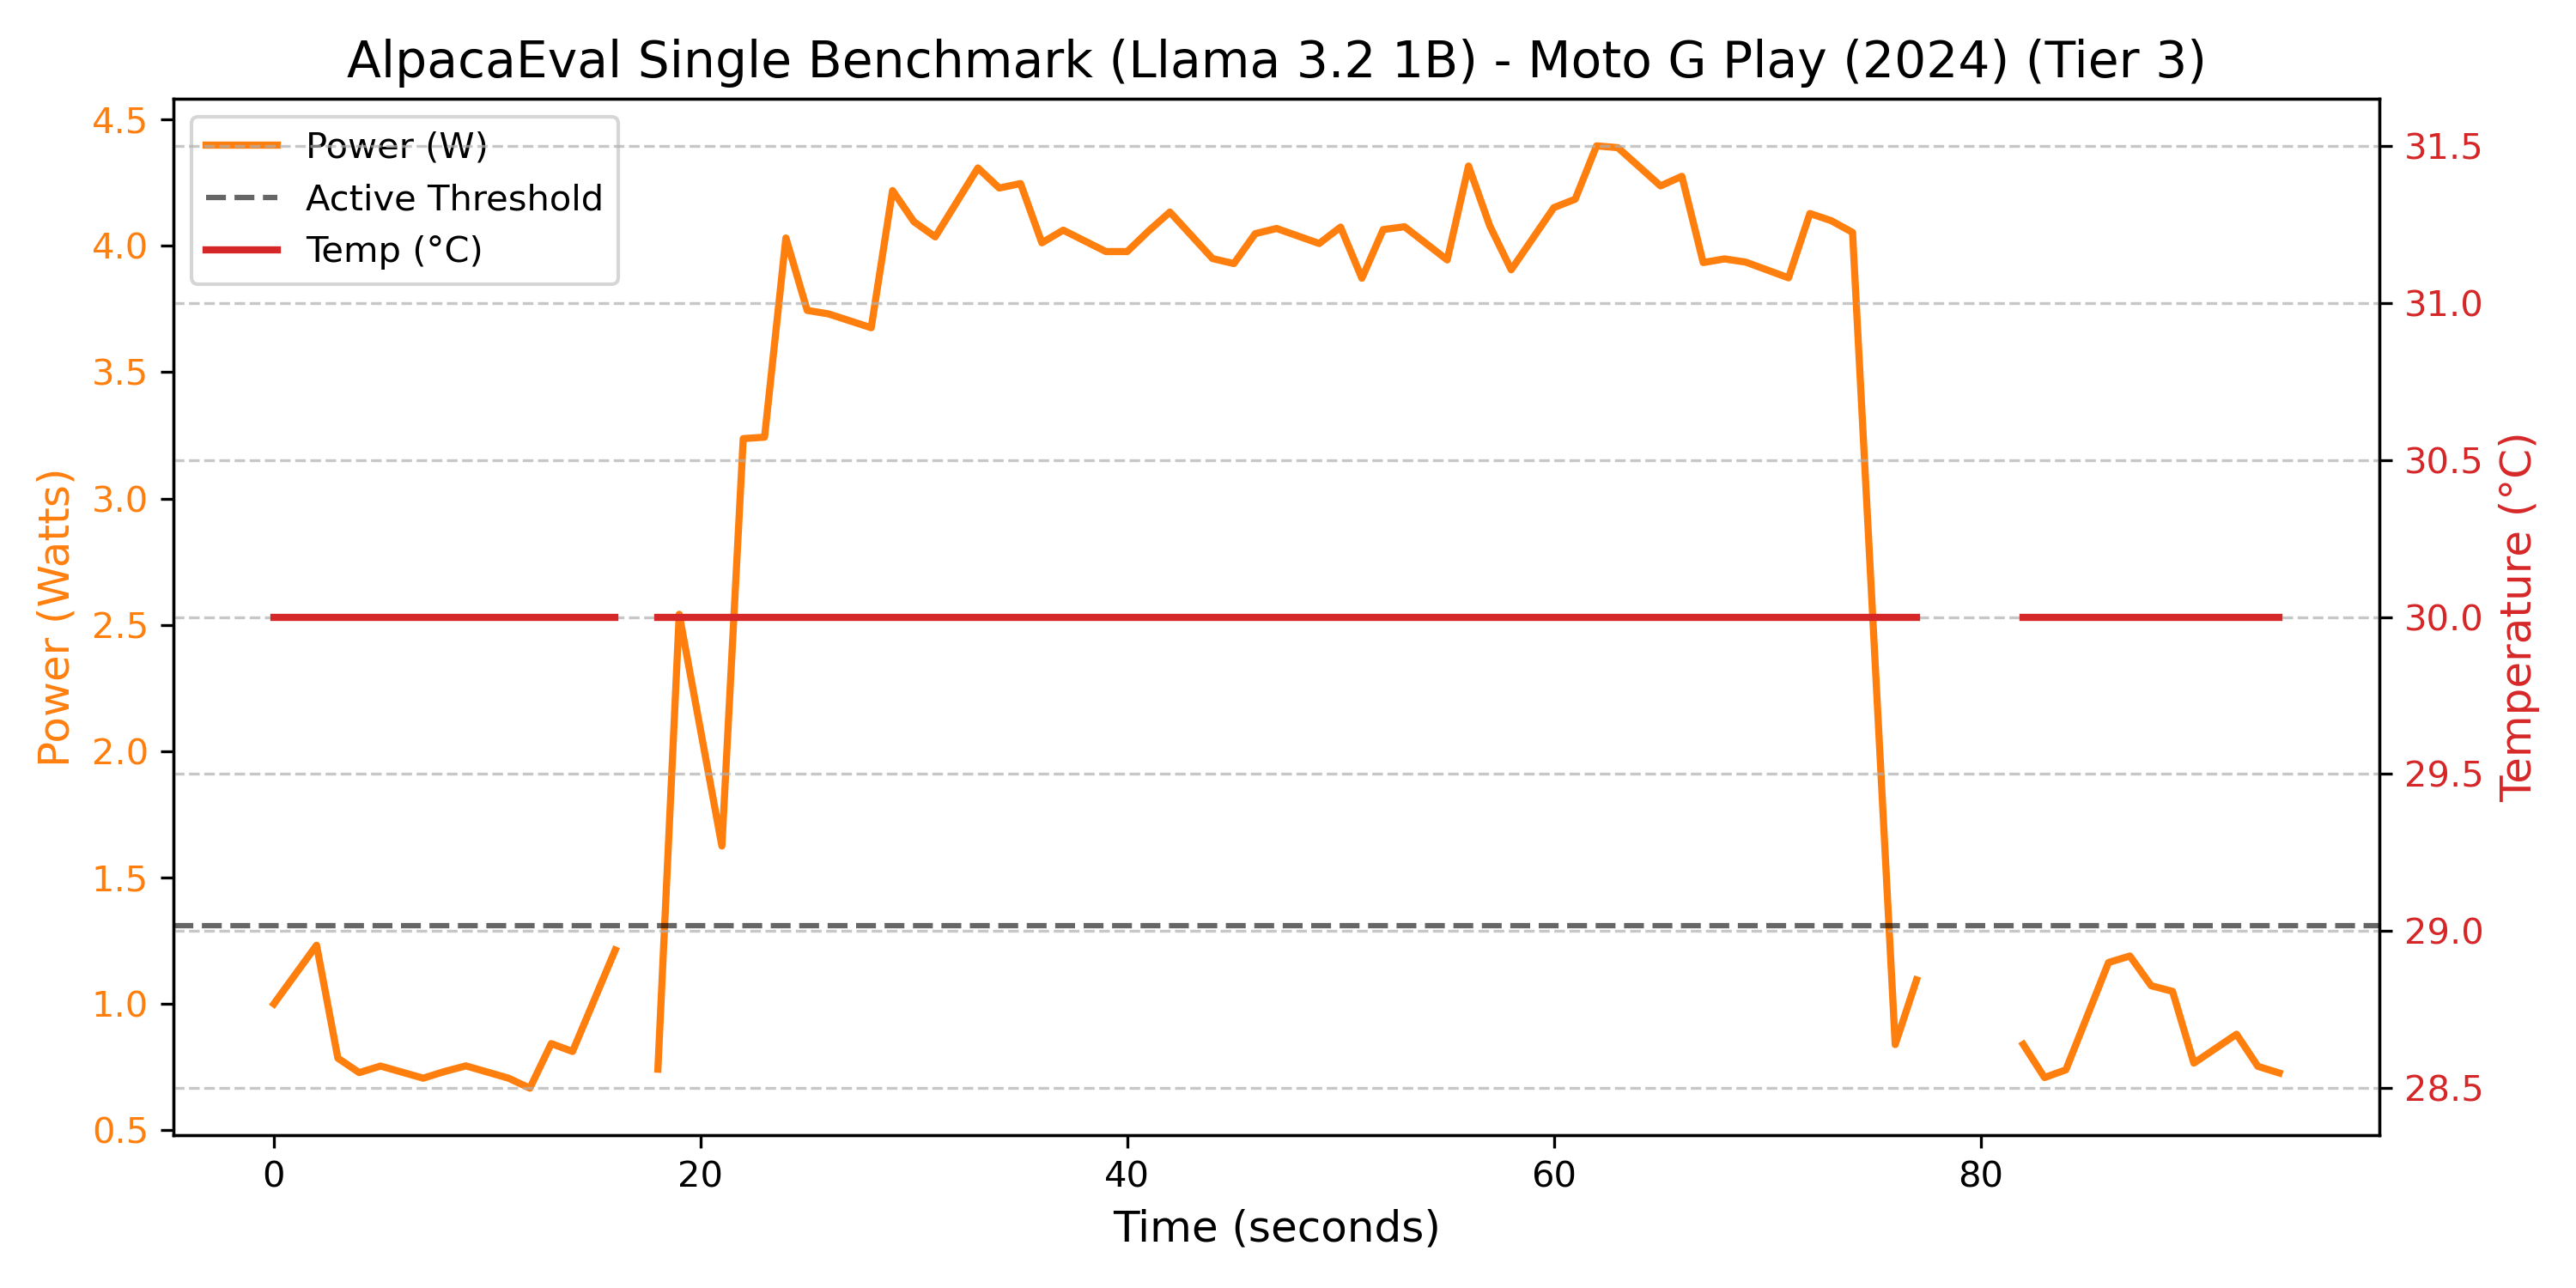 AlpacaEval Single Benchmark (Llama 3.2 1B) - Moto G Play (2024) (Tier 3)
Power (W)
Active Threshold
Temp (°C)
4.5
4.0
3.5
3.0
2.5
2.0
1.5
1.0
0.5
Power (Watts)
31.5
31.0
30.5
30.0
29.5
29.0
28.5
Temperature (°C)
0 20 40 60 80
Time (seconds)